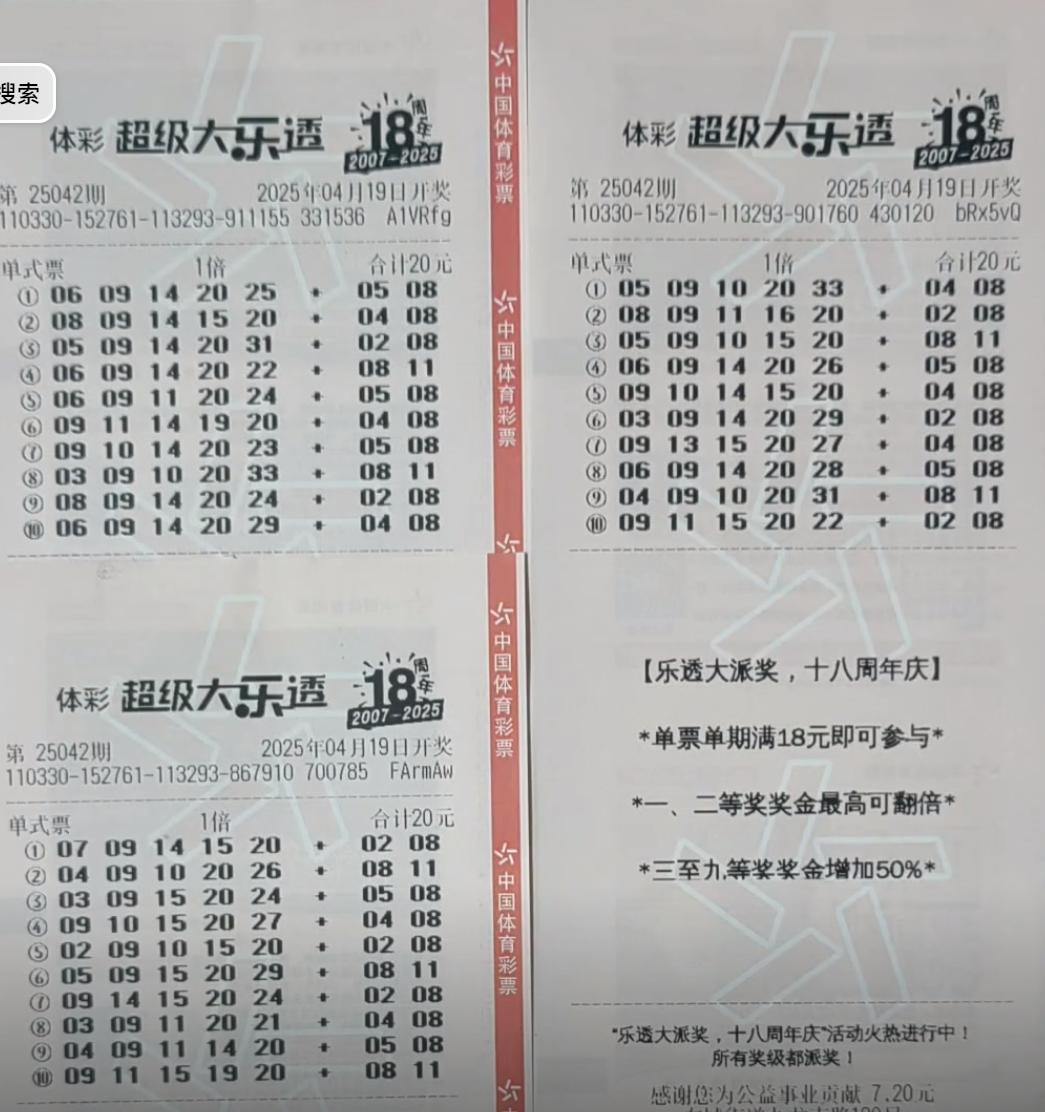 搜索
体彩 超级大乐透 18周年
2007-2025
第 25042期 2025年04月19日开奖
110330-152761-113293-911155 331536 A1VRfg
单式票 1倍 合计20元
① 06 09 14 20 25 + 05 08
② 08 09 14 15 20 + 04 08
③ 05 09 14 20 31 + 02 08
④ 06 09 14 20 22 + 08 11
⑤ 06 09 11 20 24 + 05 08
⑥ 09 11 14 19 20 + 04 08
⑦ 09 10 14 20 23 + 05 08
⑧ 03 09 10 20 33 + 08 11
⑨ 08 09 14 20 24 + 02 08
⑩ 06 09 14 20 29 + 04 08
中国体育彩票
中国体育彩票
体彩 超级大乐透 18周年
2007-2025
第 25042期 2025年04月19日开奖
110330-152761-113293-901760 430120 bRx5vQ
单式票 1倍 合计20元
① 05 09 10 20 33 + 04 08
② 08 09 11 16 20 + 02 08
③ 05 09 10 15 20 + 08 11
④ 06 09 14 20 26 + 05 08
⑤ 09 10 14 15 20 + 04 08
⑥ 03 09 14 20 29 + 02 08
⑦ 09 13 15 20 27 + 04 08
⑧ 06 09 14 20 28 + 05 08
⑨ 04 09 10 20 31 + 08 11
⑩ 09 11 15 20 22 + 02 08
体彩 超级大乐透 18周年
2007-2025
第 25042期 2025年04月19日开奖
110330-152761-113293-867910 700785 FArmAw
单式票 1倍 合计20元
① 07 09 14 15 20 + 02 08
② 04 09 10 20 26 + 08 11
③ 03 09 15 20 24 + 05 08
④ 09 10 15 20 27 + 04 08
⑤ 02 09 10 15 20 + 02 08
⑥ 05 09 15 20 29 + 08 11
⑦ 09 14 15 20 24 + 02 08
⑧ 03 09 11 20 21 + 04 08
⑨ 04 09 11 14 20 + 05 08
⑩ 09 11 15 19 20 + 08 11
中国体育彩票
中国体育彩票
【乐透大派奖，十八周年庆】
*单票单期满18元即可参与*
*一、二等奖奖金最高可翻倍*
*三至九等奖奖金增加50%*
“乐透大派奖，十八周年庆”活动火热进行中！
所有奖级都派奖！
感谢您为公益事业贡献 7.20元